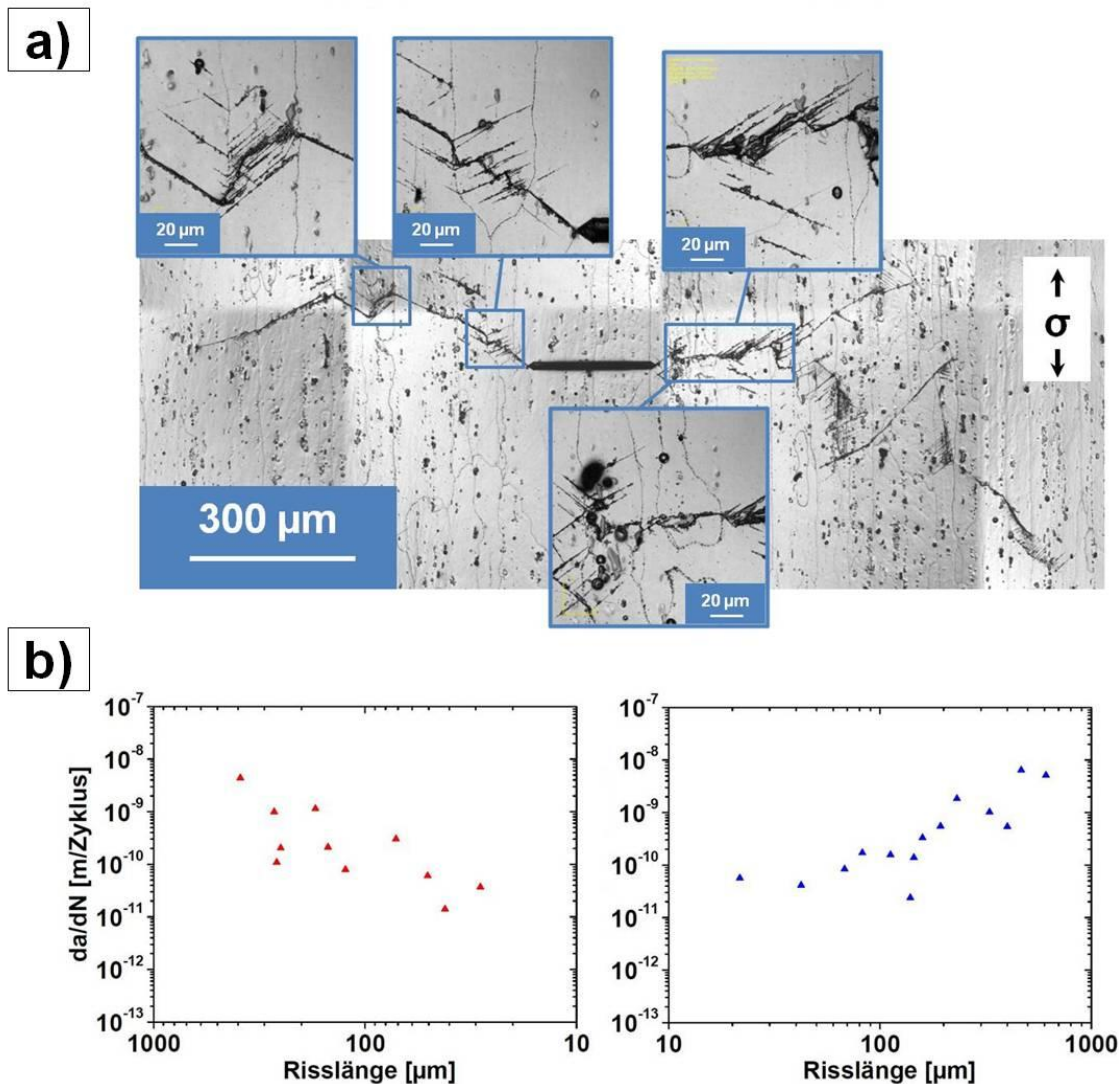 a)
20 µm
20 µm
20 µm
σ
300 µm
20 µm
b)
da/dN [m/Zyklus]
10⁻⁷
10⁻⁸
10⁻⁹
10⁻¹⁰
10⁻¹¹
10⁻¹²
10⁻¹³
1000 100 10
Risslänge [µm]
10⁻⁷
10⁻⁸
10⁻⁹
10⁻¹⁰
10⁻¹¹
10⁻¹²
10⁻¹³
10 100 1000
Risslänge [µm]